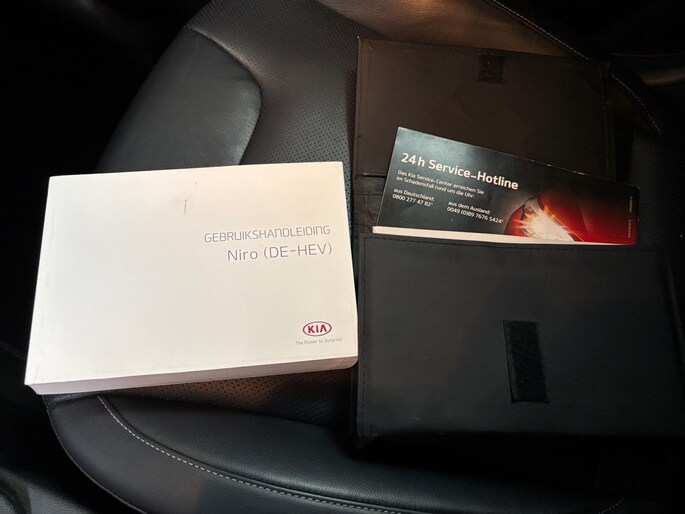 GEBRUIKSHANDLEIDING
Niro (DE-HEV)
KIA
The Power to Surprise
24h Service-Hotline
Das Kia Service-Center erreichen Sie
im Schadensfall rund um die Uhr:
aus Deutschland:
0800 277 47 82*
aus dem Ausland:
0049 (0)89 7676 5424*